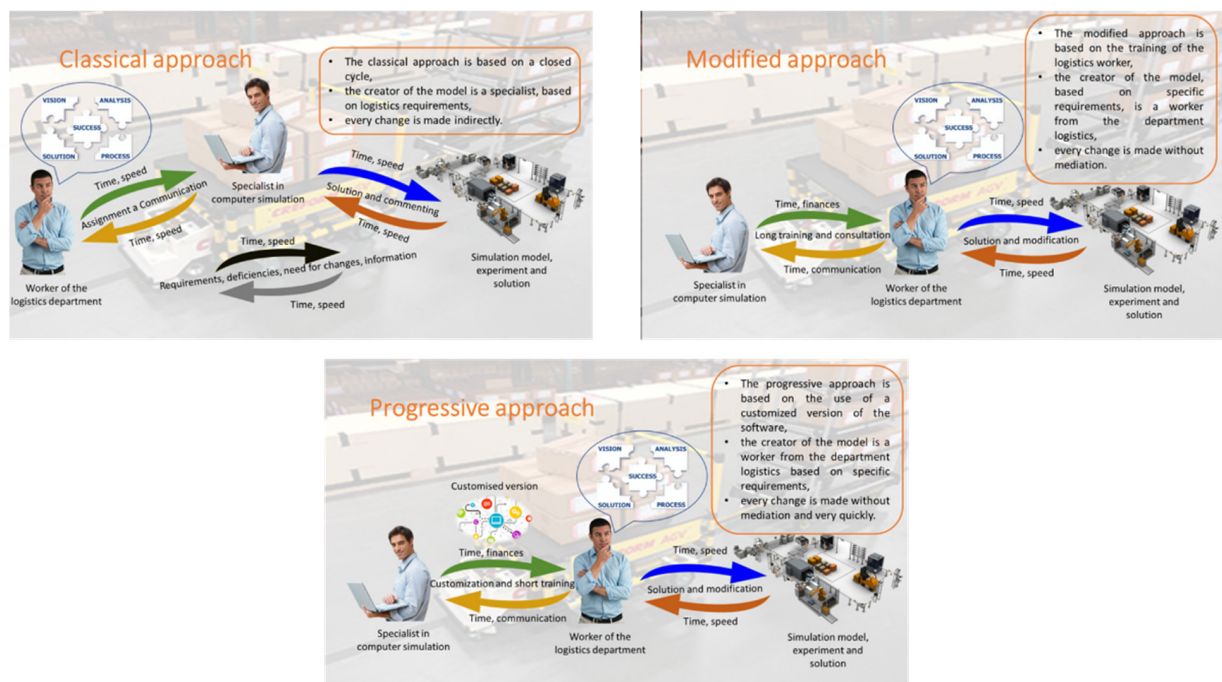 Classical approach
• The classical approach is based on a closed
cycle,
• the creator of the model is a specialist, based
on logistics requirements,
• every change is made indirectly.
VISION
ANALYSIS
SUCCESS
SOLUTION
PROCESS
Time, speed
Assignment a Communication
Time, speed
Specialist in
computer simulation
Time, speed
Solution and commenting
Time, speed
Time, speed
Requirements, deficiencies, need for changes, information
Time, speed
Worker of the
logistics department
Simulation model,
experiment and
solution
CREFORM AGV
Modified approach
• The modified approach is
based on the training of the
logistics worker,
• the creator of the model,
based on specific
requirements, is a worker
from the department
logistics,
• every change is made without
mediation.
VISION
ANALYSIS
SUCCESS
SOLUTION
PROCESS
Time, finances
Long training and consultation
Time, communication
Time, speed
Solution and modification
Time, speed
Specialist in
computer simulation
Worker of the
logistics department
Simulation model,
experiment and
solution
Progressive approach
• The progressive approach is
based on the use of a
customized version of the
software,
• the creator of the model is a
worker from the department
logistics based on specific
requirements,
• every change is made without
mediation and very quickly.
VISION
ANALYSIS
SUCCESS
SOLUTION
PROCESS
Customised version
Time, finances
Customization and short training
Time, communication
Time, speed
Solution and modification
Time, speed
Specialist in
computer simulation
Worker of the
logistics department
Simulation model,
experiment and
solution